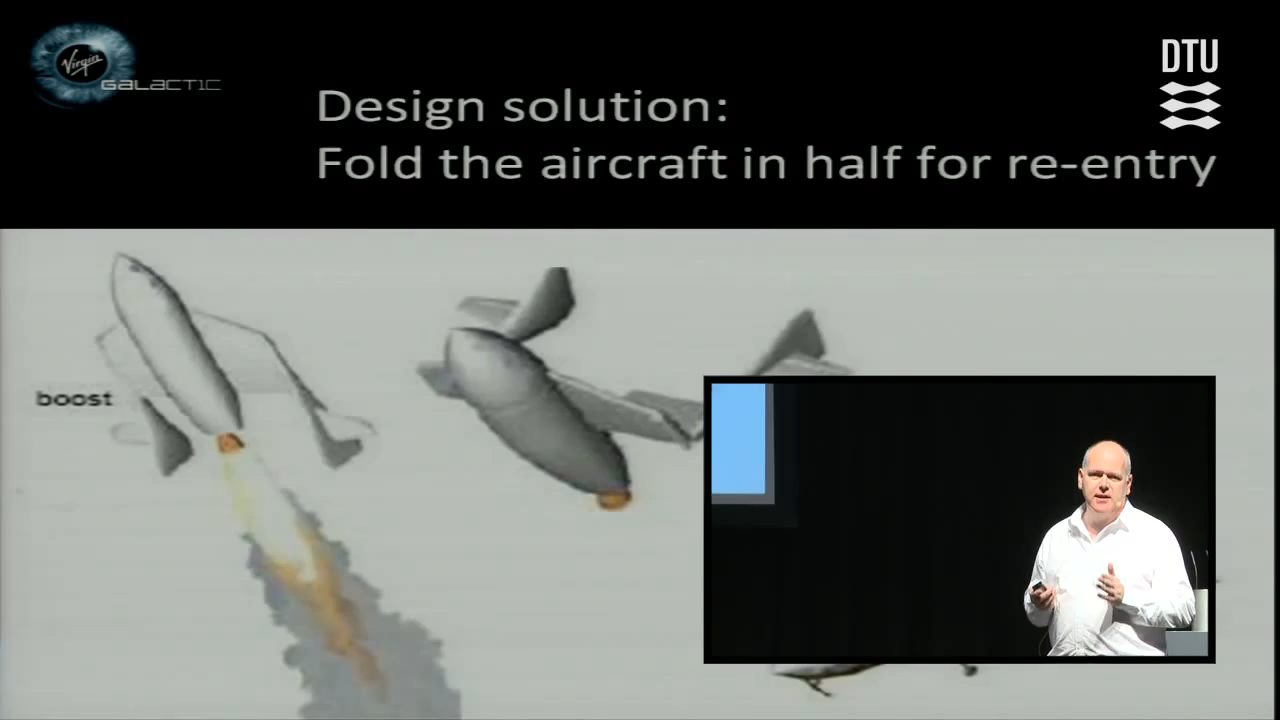 Virgin
GALACTIC
DTU
Design solution:
Fold the aircraft in half for re-entry
boost